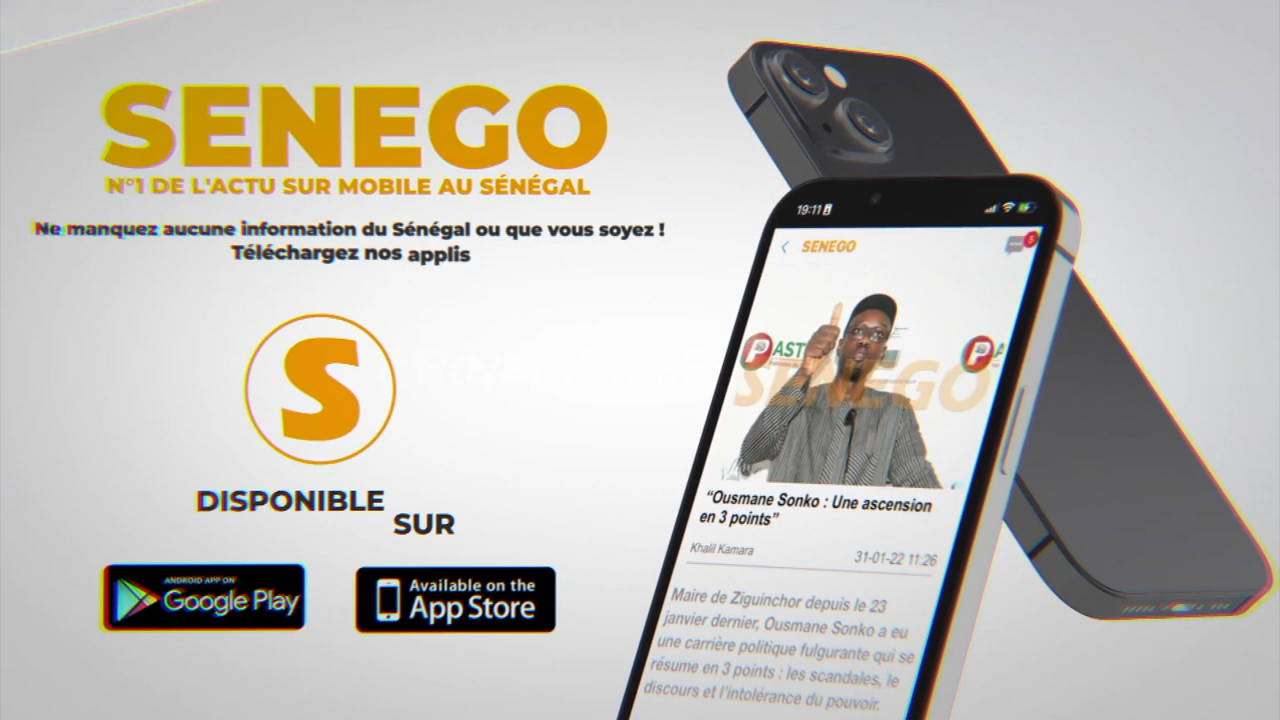 SENEGO
N°1 DE L'ACTU SUR MOBILE AU SÉNÉGAL
Ne manquez aucune information du Sénégal ou que vous soyez !
Téléchargez nos applis
S
DISPONIBLE
SUR
ANDROID APP ON
Google Play
Available on the
App Store
19:11
SENEGO
3
PAST
SENEGO
“Ousmane Sonko : Une ascension
en 3 points”
Khalil Kamara
31-01-22 11:26
Maire de Ziguinchor depuis le 23
janvier dernier, Ousmane Sonko a eu
une carrière politique fulgurante qui se
résume en 3 points : les scandales, le
discours et l'intolérance du pouvoir.